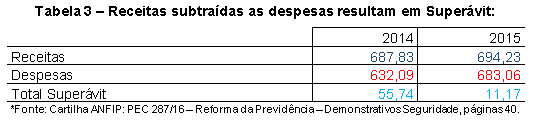 Tabela 3 – Receitas subtraídas as despesas resultam em Superávit:
2014 2015
Receitas 687,83 694,23
Despesas 632,09 683,06
Total Superávit 55,74 11,17
*Fonte: Cartilha ANFIP: PEC 287/16 – Reforma da Previdência – Demonstrativos Seguridade, páginas 40.